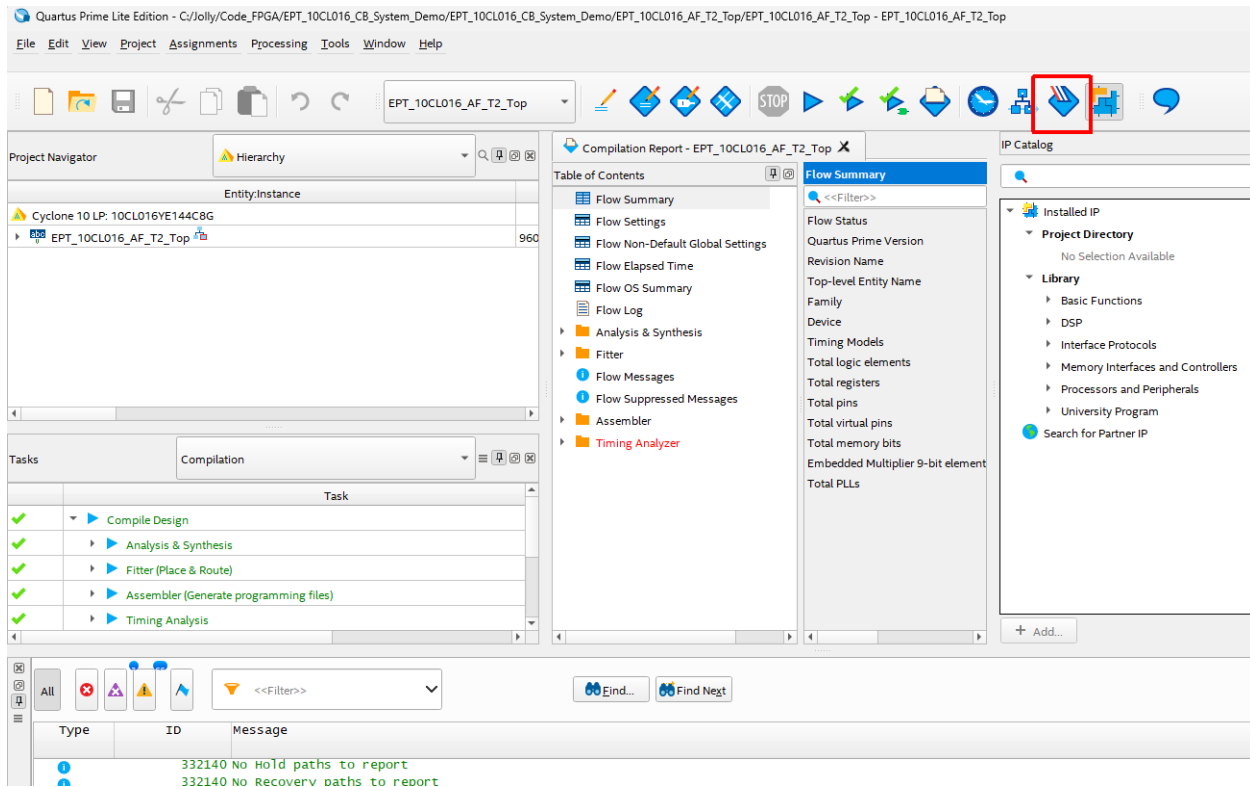 Quartus Prime Lite Edition - C:/Jolly/Code_FPGA/EPT_10CL016_CB_System_Demo/EPT_10CL016_CB_System_Demo/EPT_10CL016_AF_T2_Top/EPT_10CL016_AF_T2_Top - EPT_10CL016_AF_T2_Top
File Edit View Project Assignments Processing Tools Window Help
EPT_10CL016_AF_T2_Top
STOP
Project Navigator
Hierarchy
Entity:Instance
Cyclone 10 LP: 10CL016YE144C8G
EPT_10CL016_AF_T2_Top
960
Compilation Report - EPT_10CL016_AF_T2_Top
Table of Contents
Flow Summary
Flow Settings
Flow Non-Default Global Settings
Flow Elapsed Time
Flow OS Summary
Flow Log
Analysis & Synthesis
Fitter
Flow Messages
Flow Suppressed Messages
Assembler
Timing Analyzer
Flow Summary
<<Filter>>
Flow Status
Quartus Prime Version
Revision Name
Top-level Entity Name
Family
Device
Timing Models
Total logic elements
Total registers
Total pins
Total virtual pins
Total memory bits
Embedded Multiplier 9-bit element
Total PLLs
IP Catalog
Installed IP
Project Directory
No Selection Available
Library
Basic Functions
DSP
Interface Protocols
Memory Interfaces and Controllers
Processors and Peripherals
University Program
Search for Partner IP
+ Add...
Tasks
Compilation
Task
Compile Design
Analysis & Synthesis
Fitter (Place & Route)
Assembler (Generate programming files)
Timing Analysis
All
<<Filter>>
Find...
Find Next
Type ID Message
332140 No Hold paths to report
332140 No Recovery paths to report